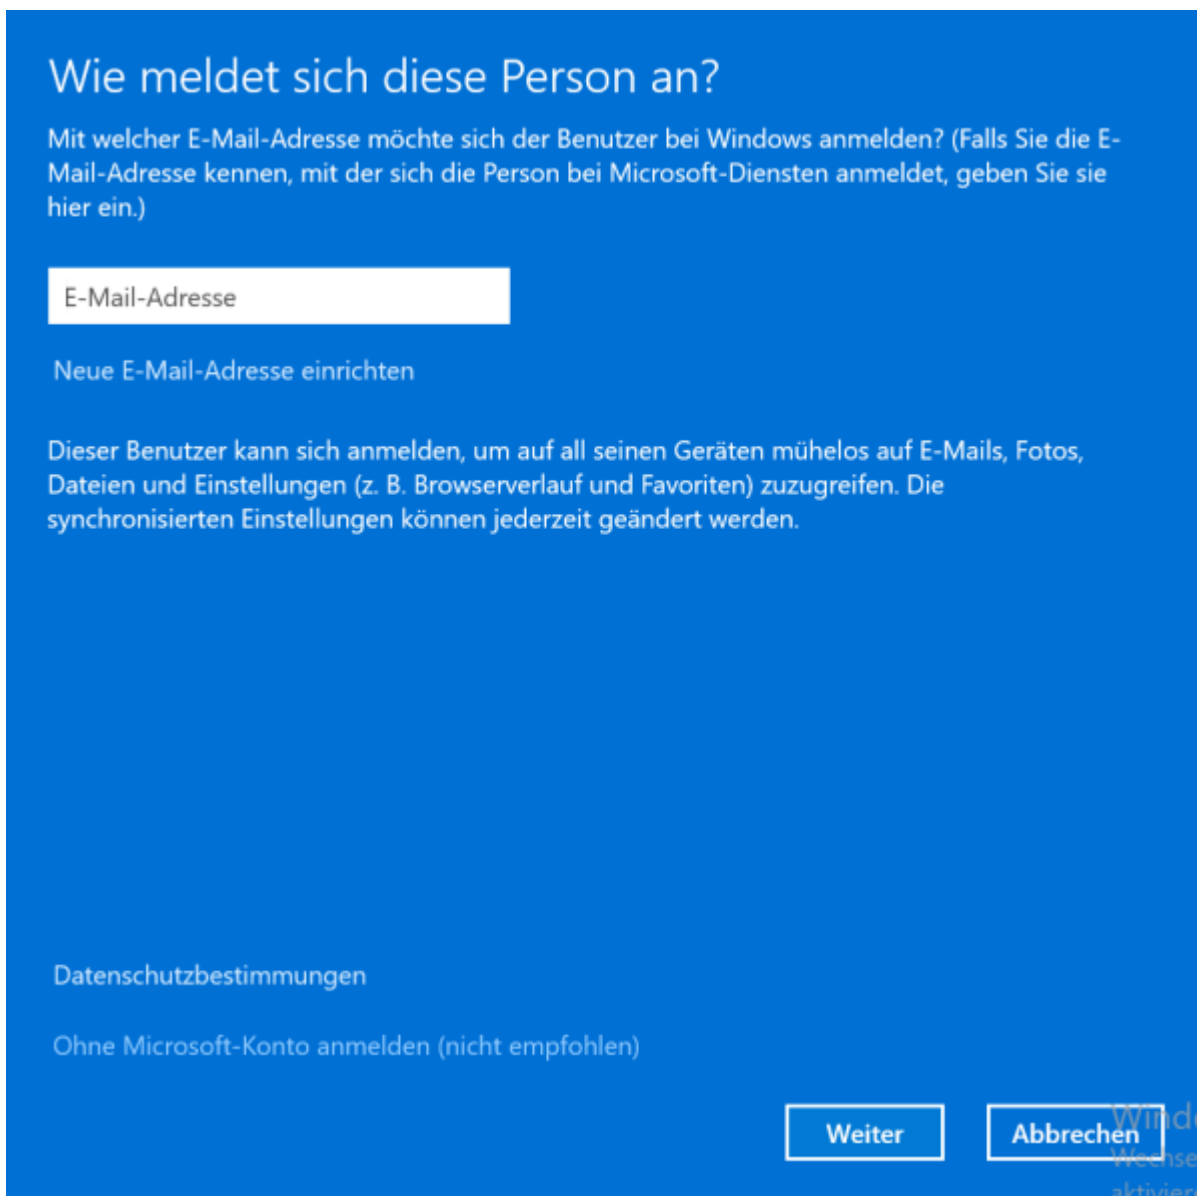 Wie meldet sich diese Person an?
Mit welcher E-Mail-Adresse möchte sich der Benutzer bei Windows anmelden? (Falls Sie die E-
Mail-Adresse kennen, mit der sich die Person bei Microsoft-Diensten anmeldet, geben Sie sie
hier ein.)
E-Mail-Adresse
Neue E-Mail-Adresse einrichten
Dieser Benutzer kann sich anmelden, um auf all seinen Geräten mühelos auf E-Mails, Fotos,
Dateien und Einstellungen (z. B. Browserverlauf und Favoriten) zuzugreifen. Die
synchronisierten Einstellungen können jederzeit geändert werden.
Datenschutzbestimmungen
Ohne Microsoft-Konto anmelden (nicht empfohlen)
Weiter
Abbrechen